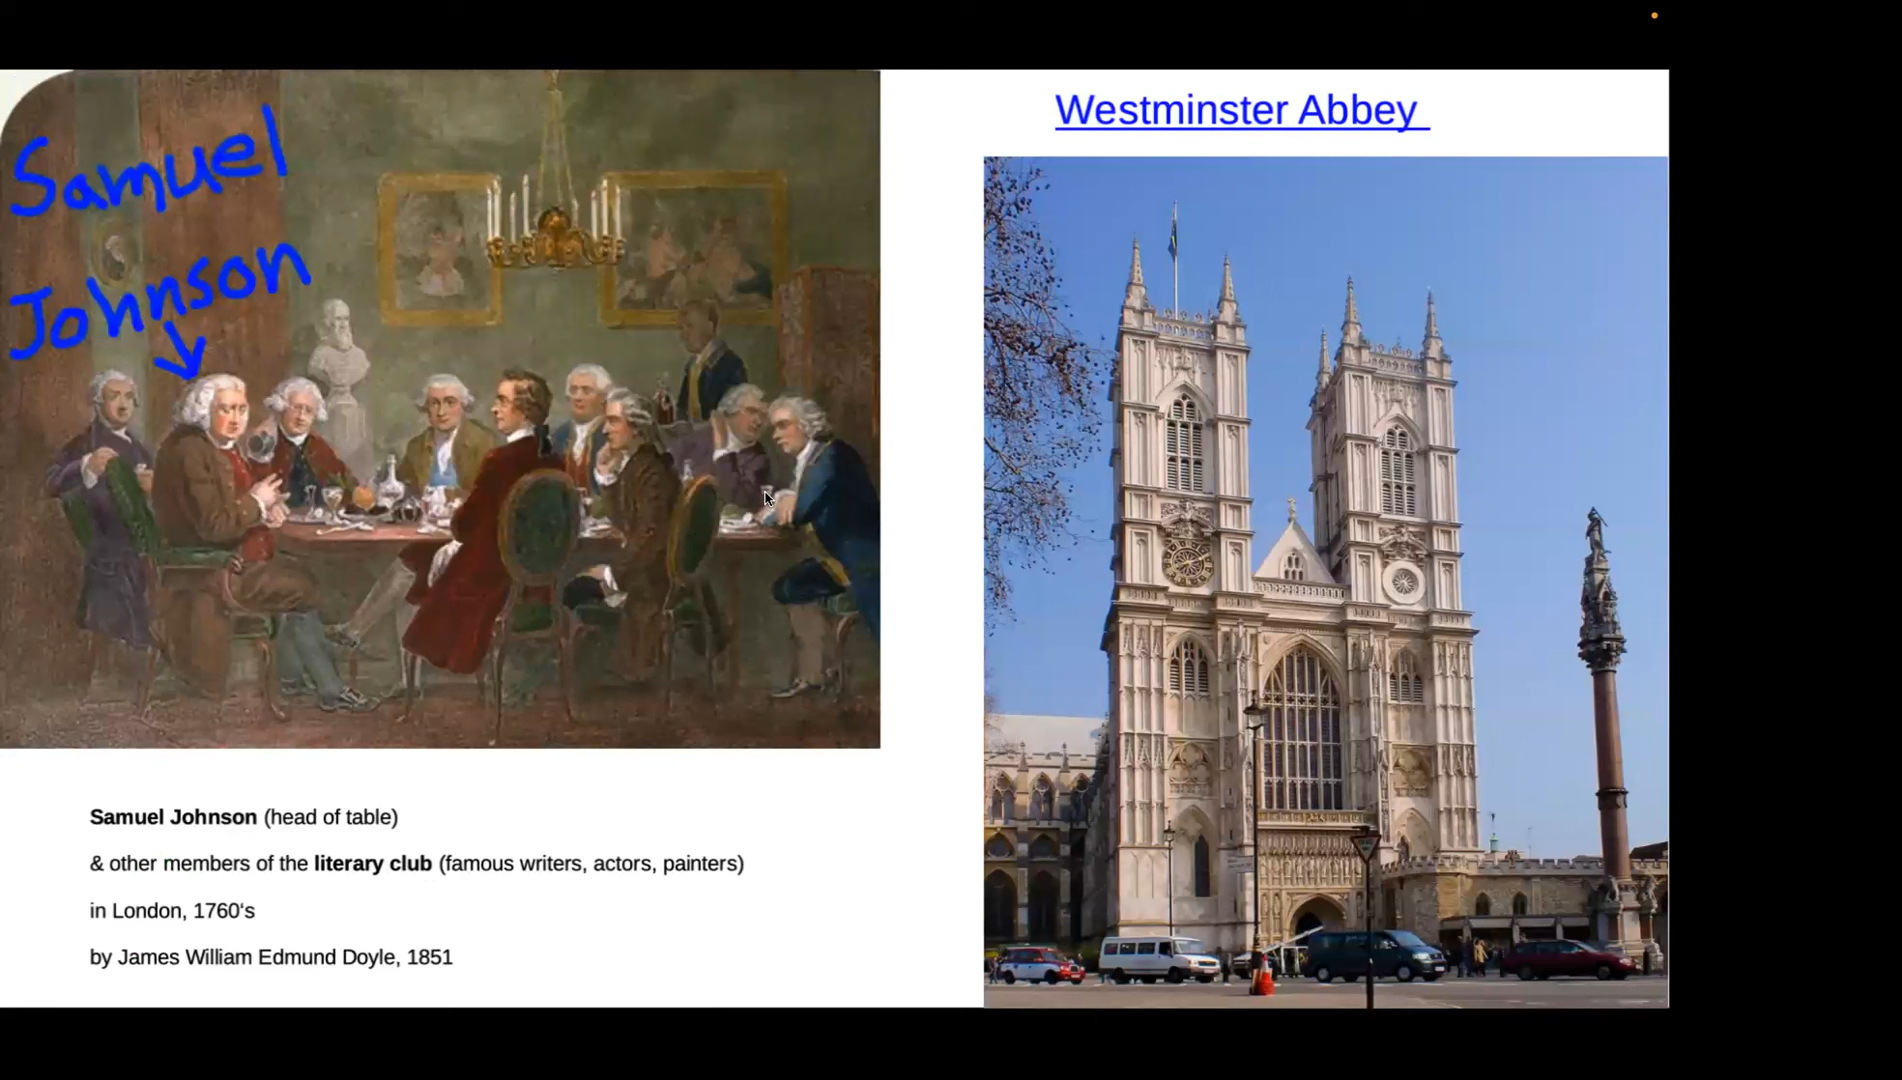 Samuel
Johnson
Westminster Abbey
Samuel Johnson (head of table)
& other members of the literary club (famous writers, actors, painters)
in London, 1760's
by James William Edmund Doyle, 1851